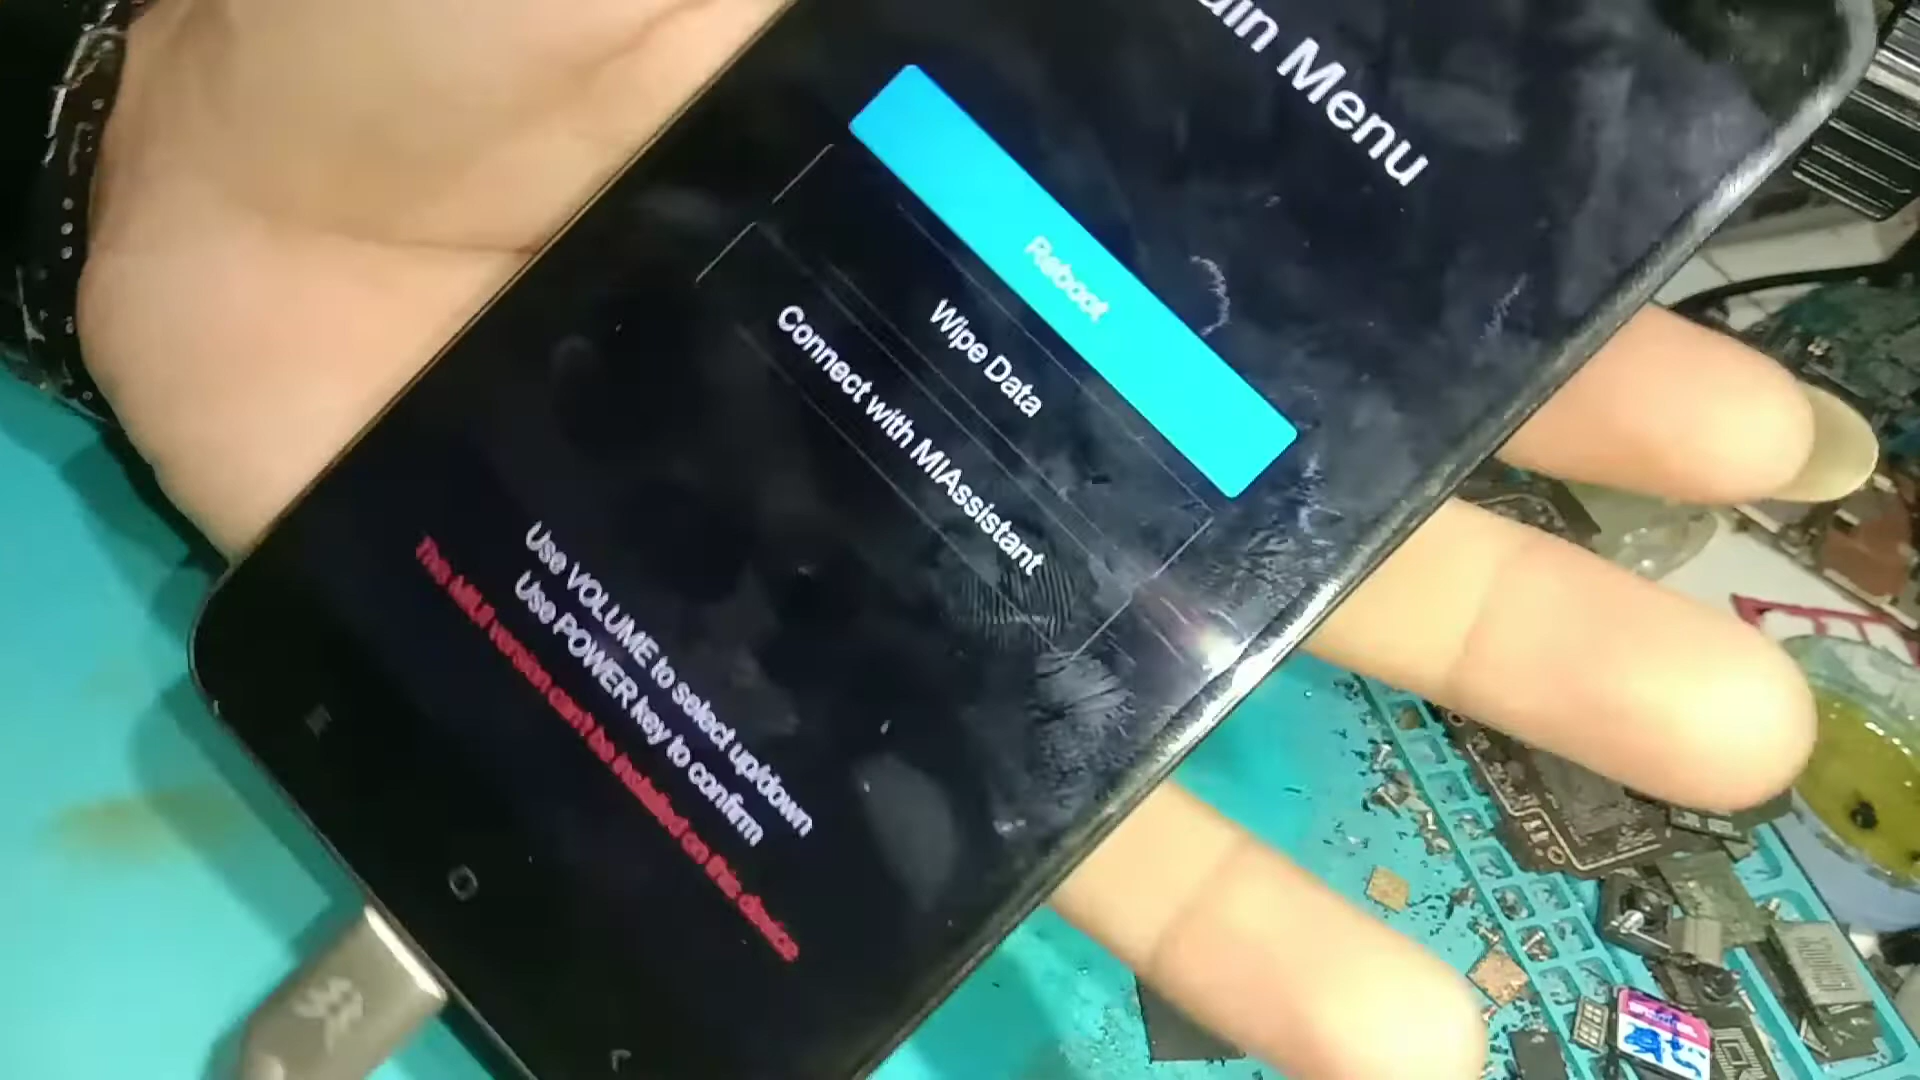 Main Menu
Reboot
Wipe Data
Connect with MIAssistant
Use VOLUME to select up/down
Use POWER key to confirm
This MIUI version can't be installed on this device